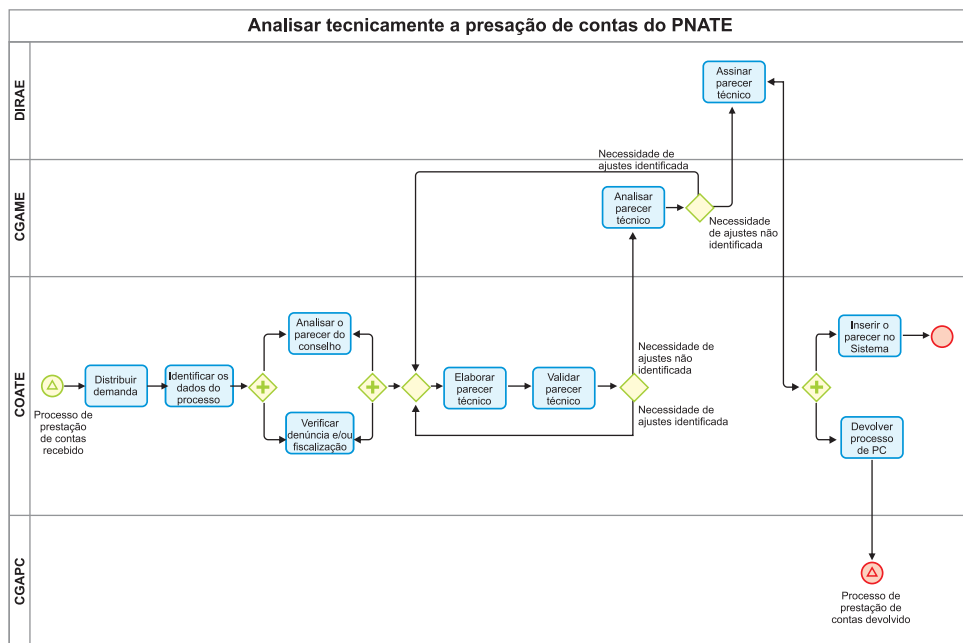 Analisar tecnicamente a presação de contas do PNATE
DIRAE
Assinar
parecer
técnico
CGAME
Necessidade de
ajustes identificada
Analisar
parecer
técnico
Necessidade
de ajustes não
identificada
COATE
Processo de
prestação
de contas
recebido
Distribuir
demanda
Identificar os
dados do
processo
Analisar o
parecer do
conselho
Verificar
denúncia e/ou
fiscalização
Elaborar
parecer
técnico
Validar
parecer
técnico
Necessidade de
ajustes não
identificada
Necessidade de
ajustes identificada
Inserir o
parecer no
Sistema
Devolver
processo
de PC
CGAPC
Processo de
prestação de
contas devolvido